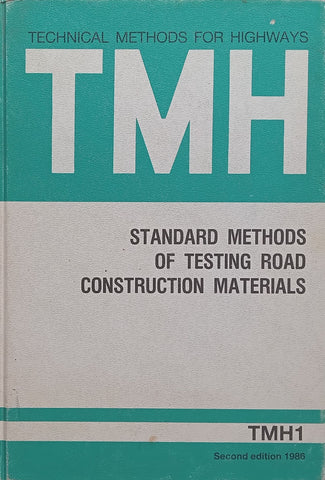 TECHNICAL METHODS FOR HIGHWAYS
TMH
STANDARD METHODS
OF TESTING ROAD
CONSTRUCTION MATERIALS
TMH1
Second edition 1986